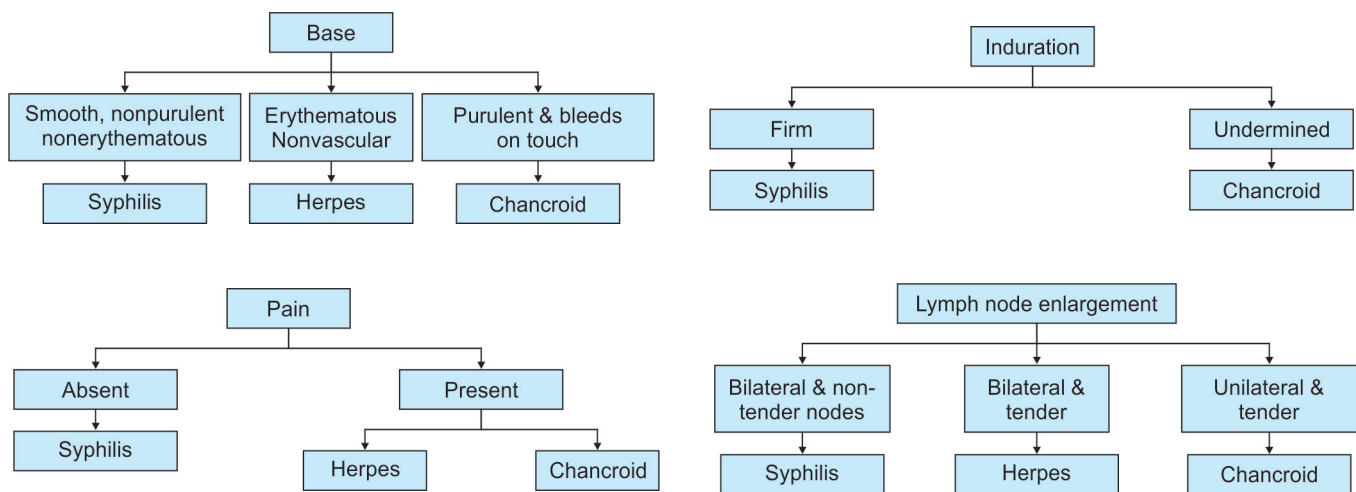 Base
Smooth, nonpurulent
nonerythematous
Erythematous
Nonvascular
Purulent & bleeds
on touch
Syphilis
Herpes
Chancroid
Induration
Firm
Undermined
Syphilis
Chancroid
Pain
Absent
Present
Syphilis
Herpes
Chancroid
Lymph node enlargement
Bilateral & non-
tender nodes
Bilateral &
tender
Unilateral &
tender
Syphilis
Herpes
Chancroid